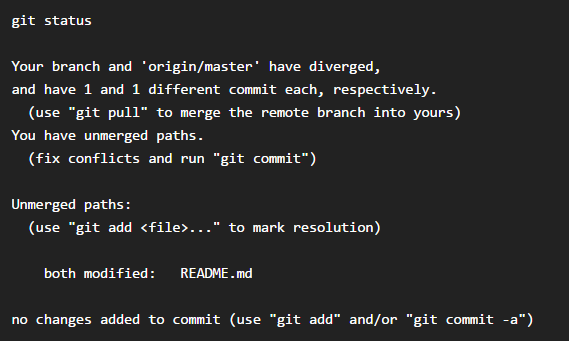 git status
Your branch and 'origin/master' have diverged,
and have 1 and 1 different commit each, respectively.
(use "git pull" to merge the remote branch into yours)
You have unmerged paths.
(fix conflicts and run "git commit")
Unmerged paths:
(use "git add <file>..." to mark resolution)
both modified:   README.md
no changes added to commit (use "git add" and/or "git commit -a")